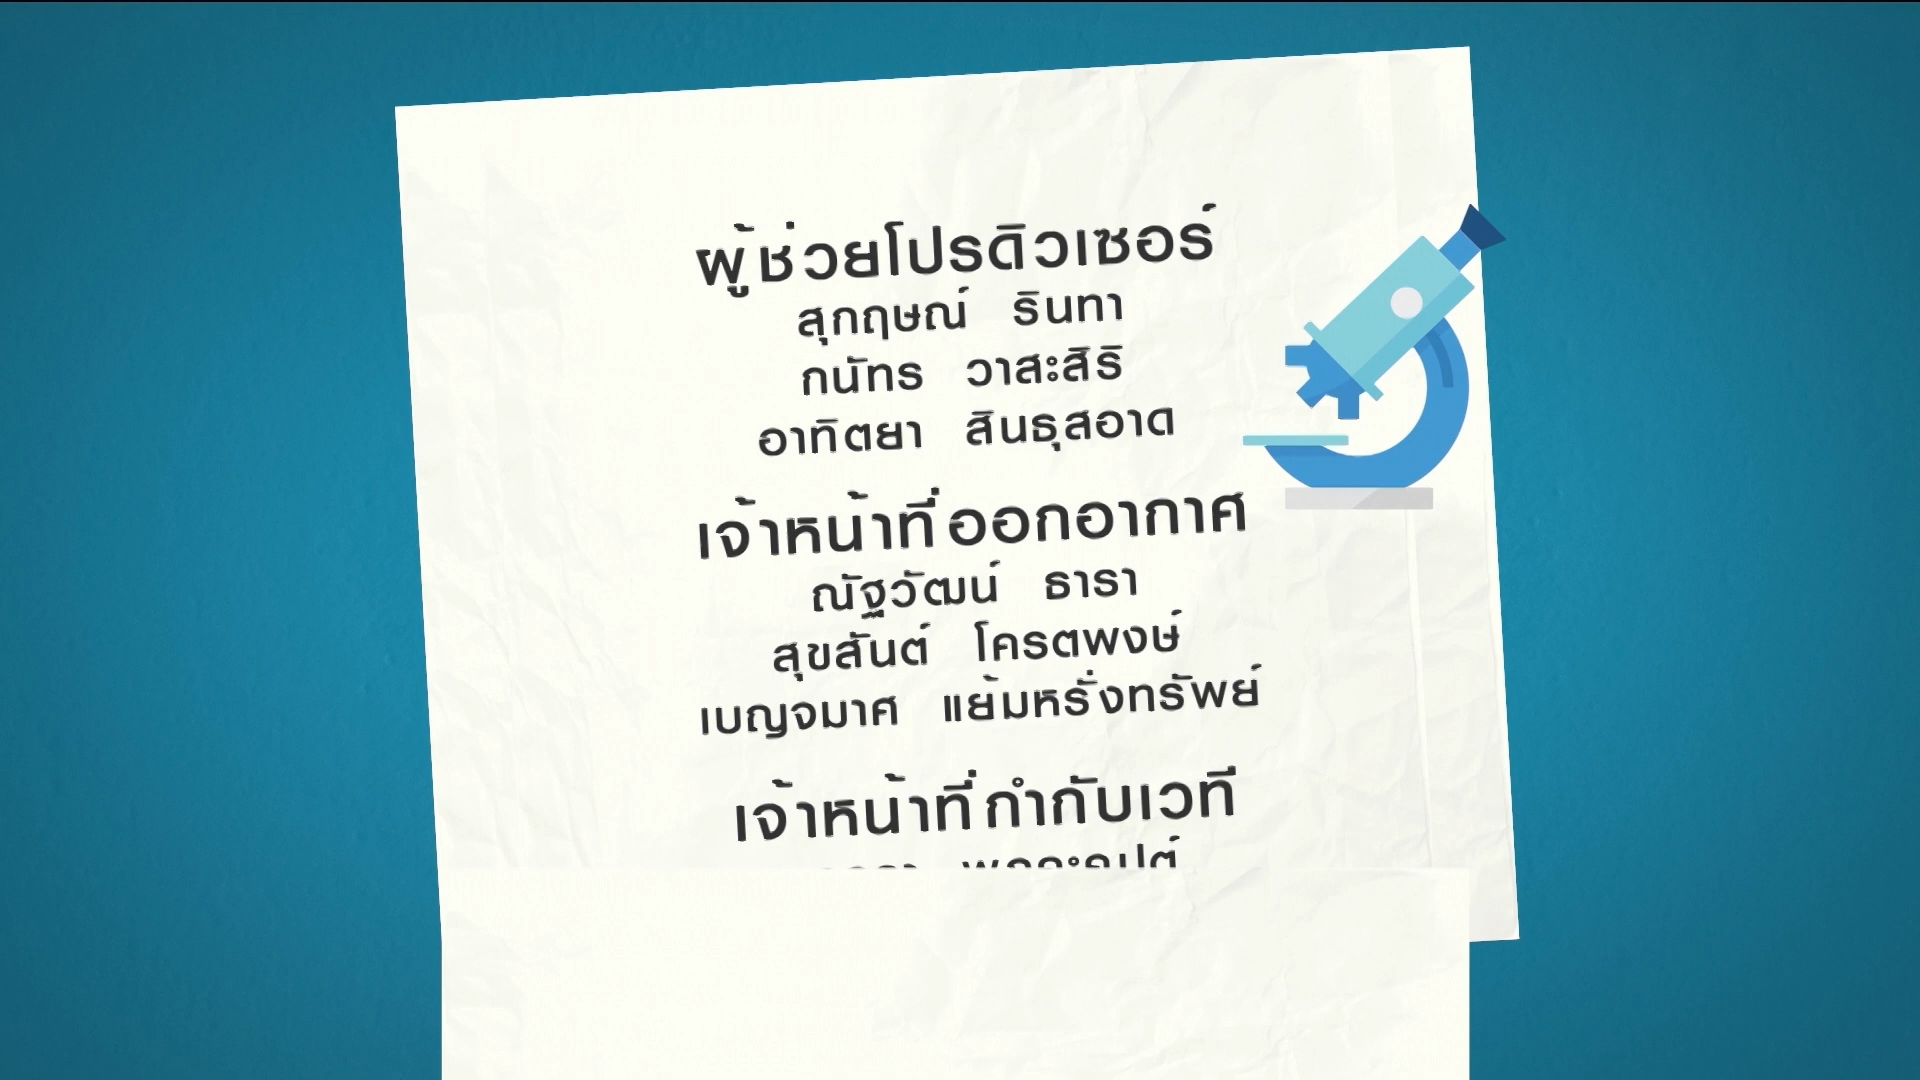 ผู้ช่วยโปรดิวเซอร์
สุกฤษณ์ รินทา
กนัทร วาสะสิริ
อาทิตยา สินธุสอาด
เจ้าหน้าที่ออกอากาศ
ณัฐวัฒน์ ธารา
สุขสันต์ โครตพงษ์
เบญจมาศ แย้มหรั่งทรัพย์
เจ้าหน้าที่กำกับเวที